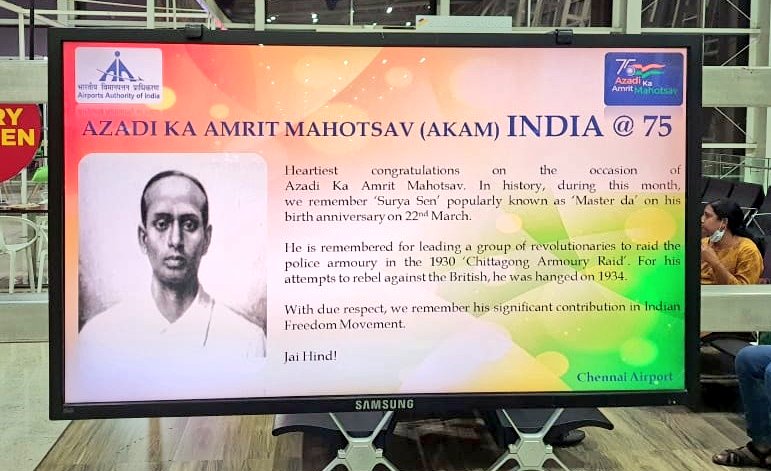 भारतीय विमानपत्तन प्राधिकरण
Airports Authority of India
75
Azadi Ka
Amrit Mahotsav
AZADI KA AMRIT MAHOTSAV (AKAM) INDIA @ 75
RY
EN
Heartiest congratulations on the occasion of
Azadi Ka Amrit Mahotsav. In history, during this month,
we remember 'Surya Sen' popularly known as 'Master da' on his
birth anniversary on 22nd March.
He is remembered for leading a group of revolutionaries to raid the
police armoury in the 1930 'Chittagong Armoury Raid'. For his
attempts to rebel against the British, he was hanged on 1934.
With due respect, we remember his significant contribution in Indian
Freedom Movement.
Jai Hind!
Chennai Airport
SAMSUNG